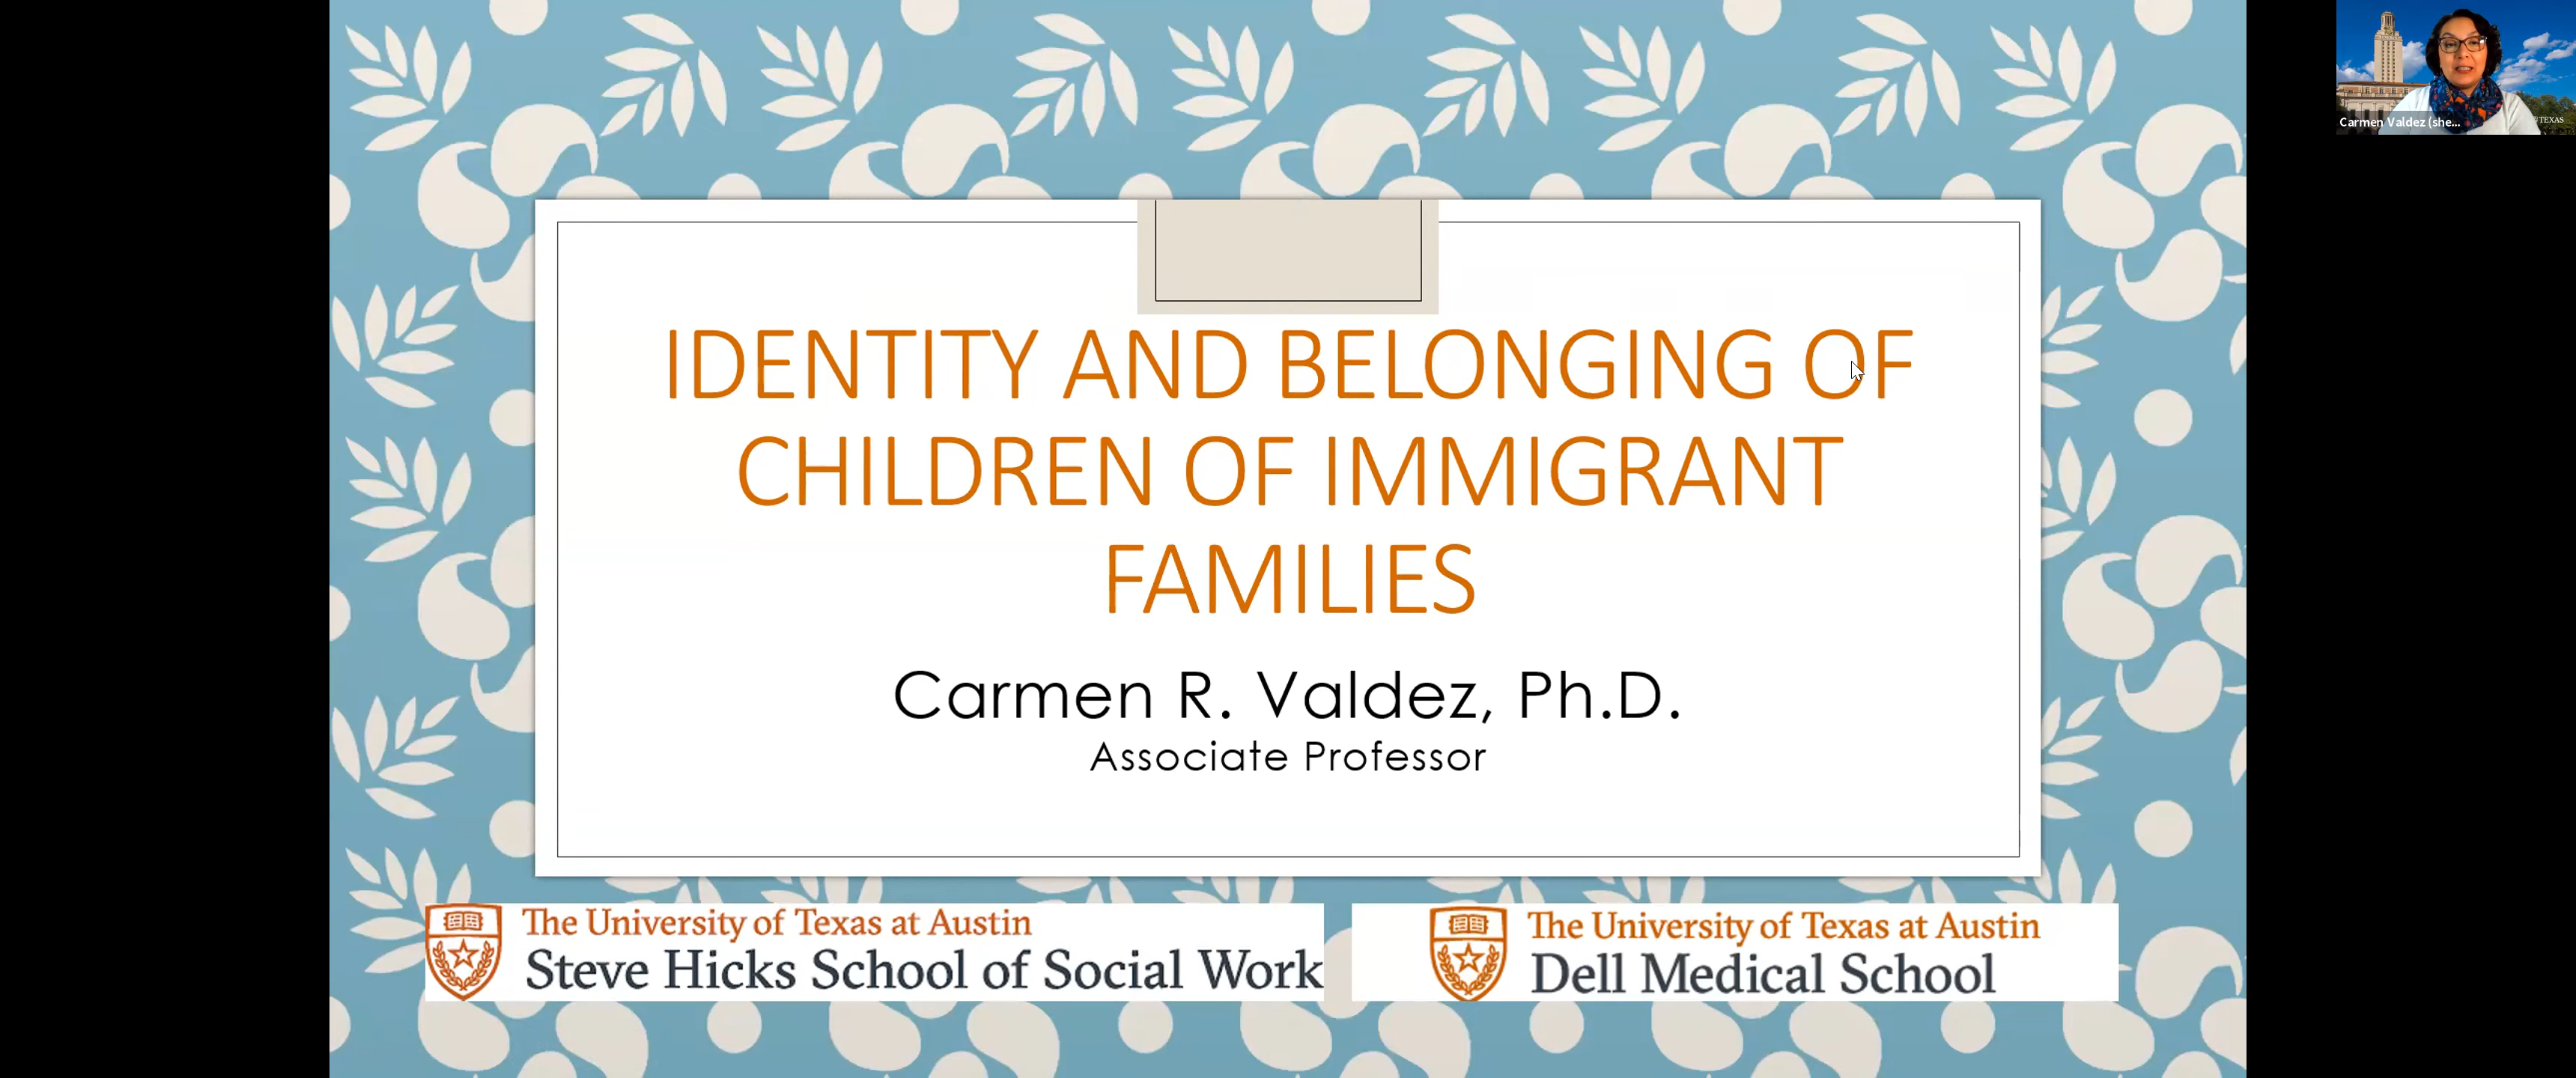 IDENTITY AND BELONGING OF
CHILDREN OF IMMIGRANT
FAMILIES
Carmen R. Valdez, Ph.D.
Associate Professor
The University of Texas at Austin
Steve Hicks School of Social Work
The University of Texas at Austin
Dell Medical School
Carmen Valdez (she...
TEXAS